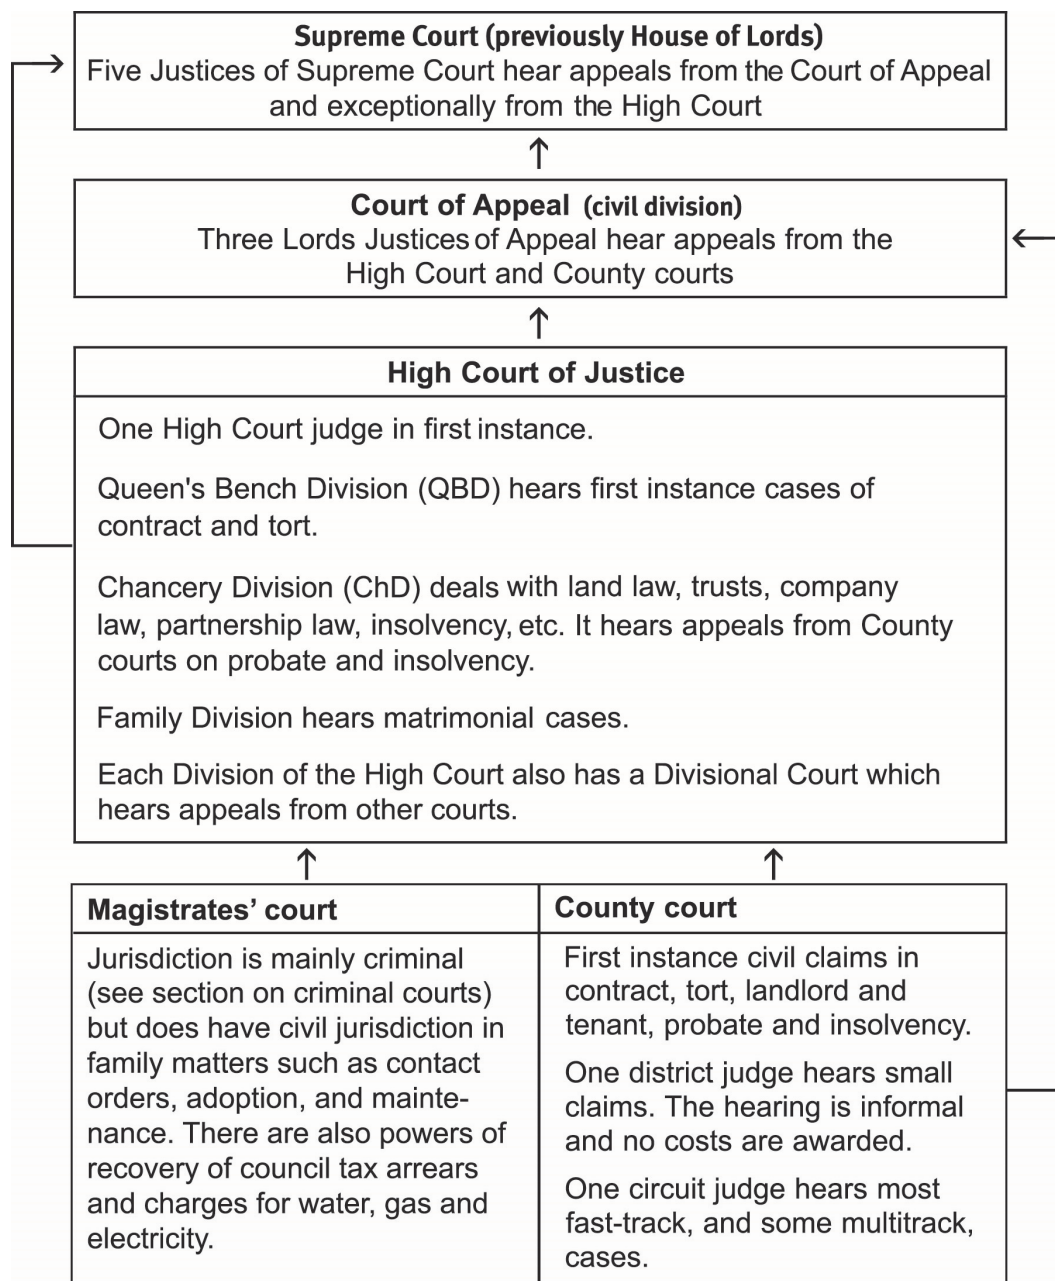 Supreme Court (previously House of Lords)
Five Justices of Supreme Court hear appeals from the Court of Appeal
and exceptionally from the High Court
Court of Appeal (civil division)
Three Lords Justices of Appeal hear appeals from the
High Court and County courts
High Court of Justice
One High Court judge in first instance.
Queen's Bench Division (QBD) hears first instance cases of
contract and tort.
Chancery Division (ChD) deals with land law, trusts, company
law, partnership law, insolvency, etc. It hears appeals from County
courts on probate and insolvency.
Family Division hears matrimonial cases.
Each Division of the High Court also has a Divisional Court which
hears appeals from other courts.
Magistrates’ court
Jurisdiction is mainly criminal
(see section on criminal courts)
but does have civil jurisdiction in
family matters such as contact
orders, adoption, and mainte-
nance. There are also powers of
recovery of council tax arrears
and charges for water, gas and
electricity.
County court
First instance civil claims in
contract, tort, landlord and
tenant, probate and insolvency.
One district judge hears small
claims. The hearing is informal
and no costs are awarded.
One circuit judge hears most
fast-track, and some multitrack,
cases.